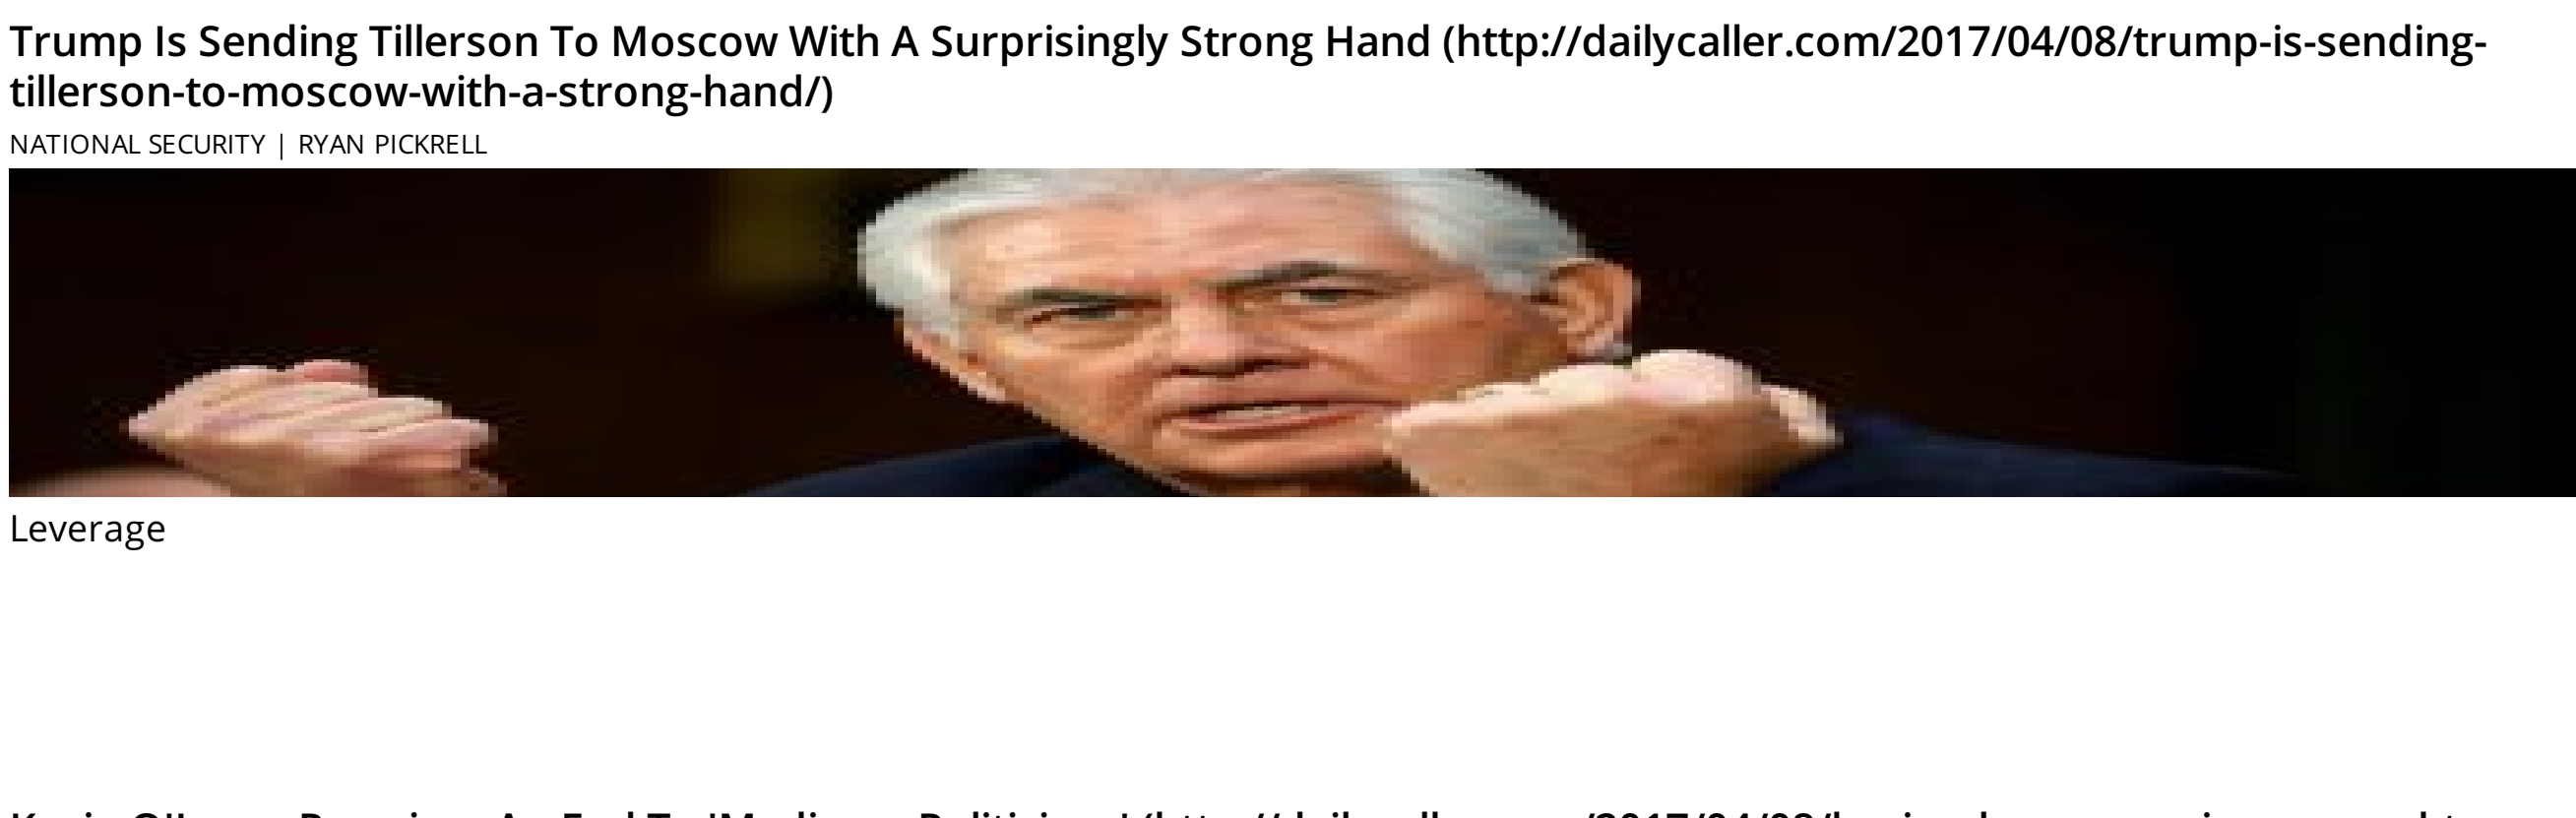 Trump Is Sending Tillerson To Moscow With A Surprisingly Strong Hand (http://dailycaller.com/2017/04/08/trump-is-sending-
tillerson-to-moscow-with-a-strong-hand/)
NATIONAL SECURITY | RYAN PICKRELL
Leverage